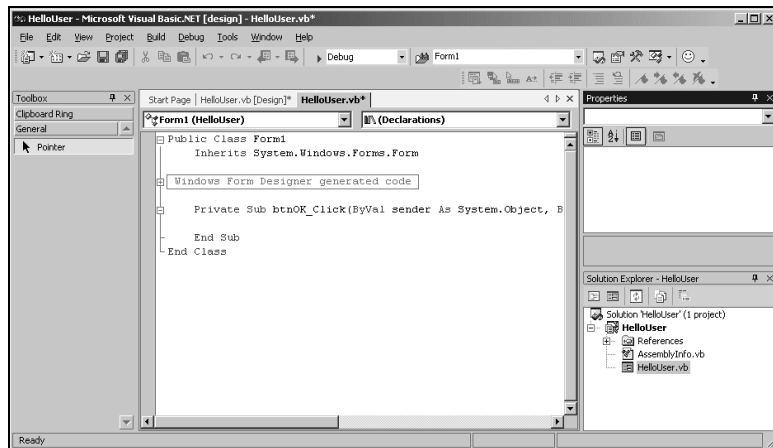 HelloUser - Microsoft Visual Basic.NET [design] - HelloUser.vb*
File Edit View Project Build Debug Tools Window Help
Debug
Form1
Toolbox
Clipboard Ring
General
Pointer
Start Page HelloUser.vb [Design]* HelloUser.vb*
Form1 (HelloUser) (Declarations)
Public Class Form1
Inherits System.Windows.Forms.Form
Windows Form Designer generated code
Private Sub btnOK_Click(ByVal sender As System.Object, B
End Sub
End Class
Properties
Solution Explorer - HelloUser
Solution 'HelloUser' (1 project)
HelloUser
References
AssemblyInfo.vb
HelloUser.vb
Ready